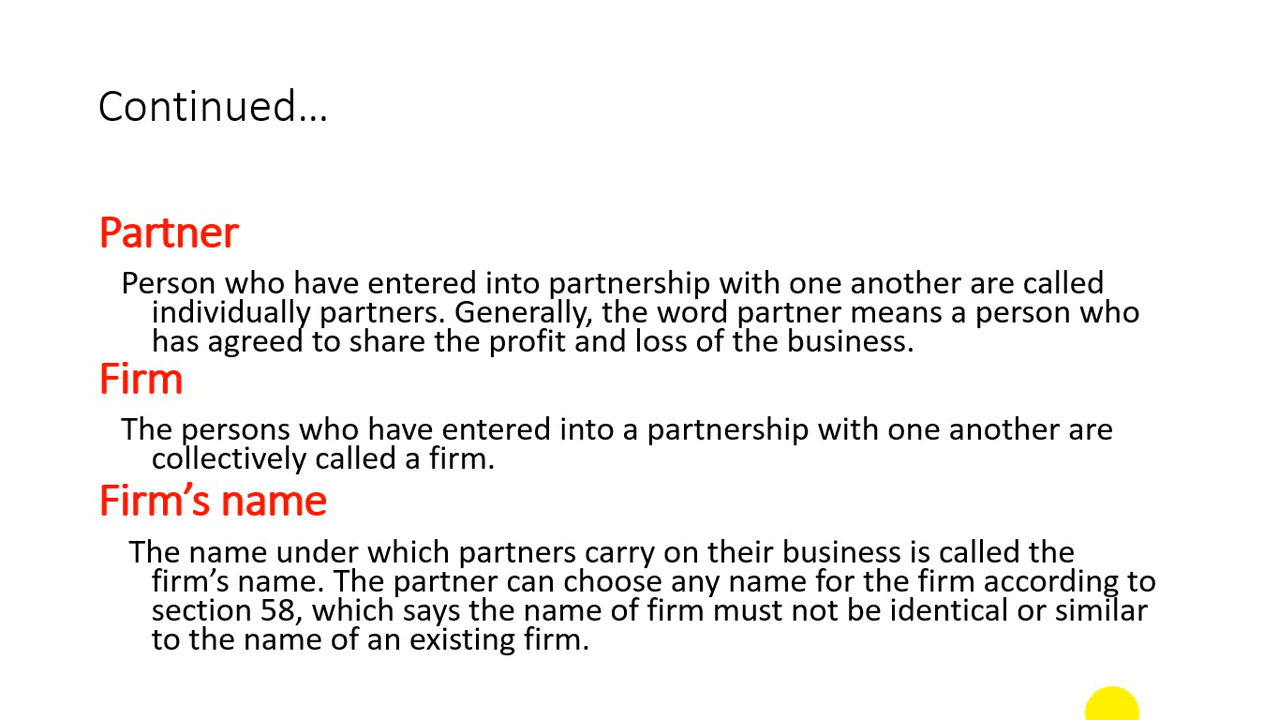 Continued…
Partner
Person who have entered into partnership with one another are called
individually partners. Generally, the word partner means a person who
has agreed to share the profit and loss of the business.
Firm
The persons who have entered into a partnership with one another are
collectively called a firm.
Firm’s name
The name under which partners carry on their business is called the
firm’s name. The partner can choose any name for the firm according to
section 58, which says the name of firm must not be identical or similar
to the name of an existing firm.